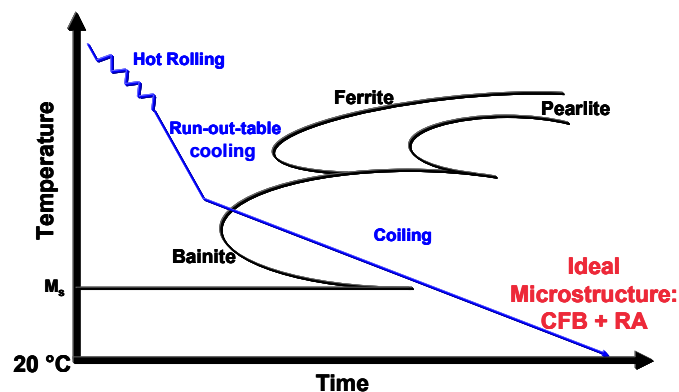 Hot Rolling
Ferrite
Pearlite
Run-out-table
cooling
Temperature
Coiling
Bainite
Ideal
Microstructure:
CFB + RA
Ms
20 °C
Time